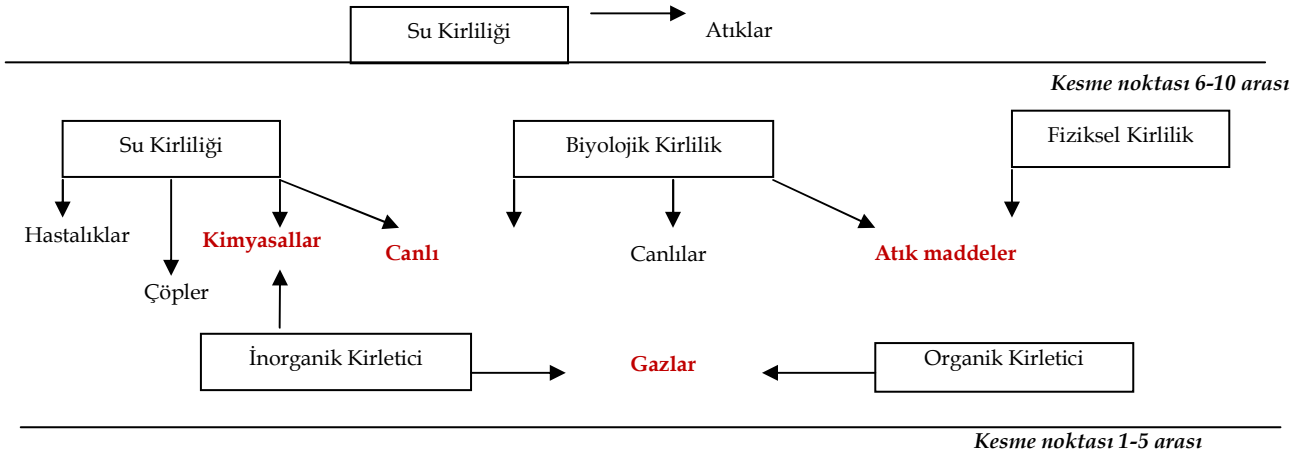 Su Kirliliği
Atıklar
Kesme noktası 6-10 arası
Su Kirliliği
Biyolojik Kirlilik
Fiziksel Kirlilik
Hastalıklar
Kimyasallar
Canlı
Canlılar
Atık maddeler
Çöpler
İnorganik Kirletici
Gazlar
Organik Kirletici
Kesme noktası 1-5 arası